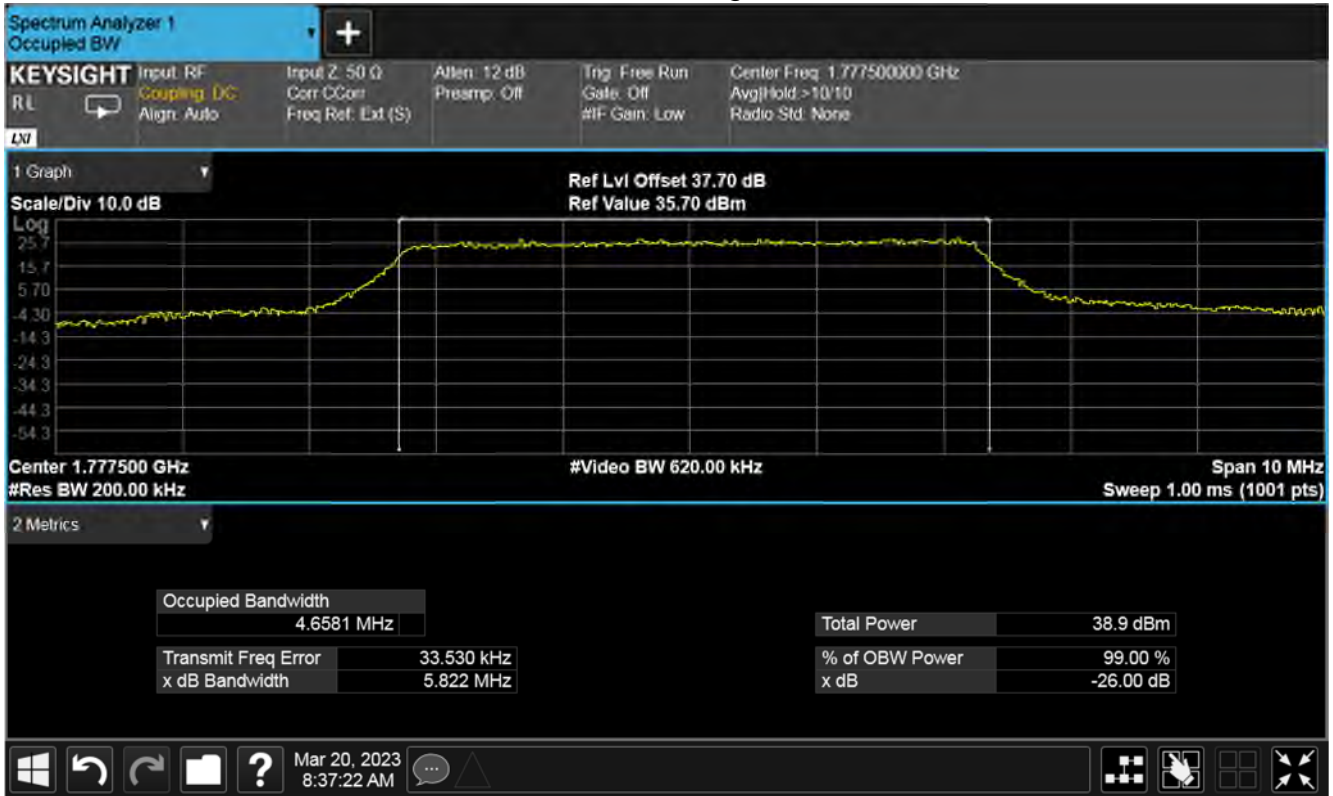 Spectrum Analyzer 1
Occupied BW
+
KEYSIGHT Input: RF Input Z: 50 Ω Atten: 12 dB Trig: Free Run Center Freq: 1.777500000 GHz
RL Coupling: DC Corr CCorr Preamp: Off Gate: Off Avg|Hold:>10/10
Align: Auto Freq Ref: Ext (S) #IF Gain: Low Radio Std: None
LXI
1 Graph
Ref Lvl Offset 37.70 dB
Scale/Div 10.0 dB Ref Value 35.70 dBm
Log
25.7
15.7
5.70
-4.30
-14.3
-24.3
-34.3
-44.3
-54.3
Center 1.777500 GHz #Video BW 620.00 kHz Span 10 MHz
#Res BW 200.00 kHz Sweep 1.00 ms (1001 pts)
2 Metrics
Occupied Bandwidth
4.6581 MHz Total Power 38.9 dBm
Transmit Freq Error 33.530 kHz % of OBW Power 99.00 %
x dB Bandwidth 5.822 MHz x dB -26.00 dB
? Mar 20, 2023
8:37:22 AM